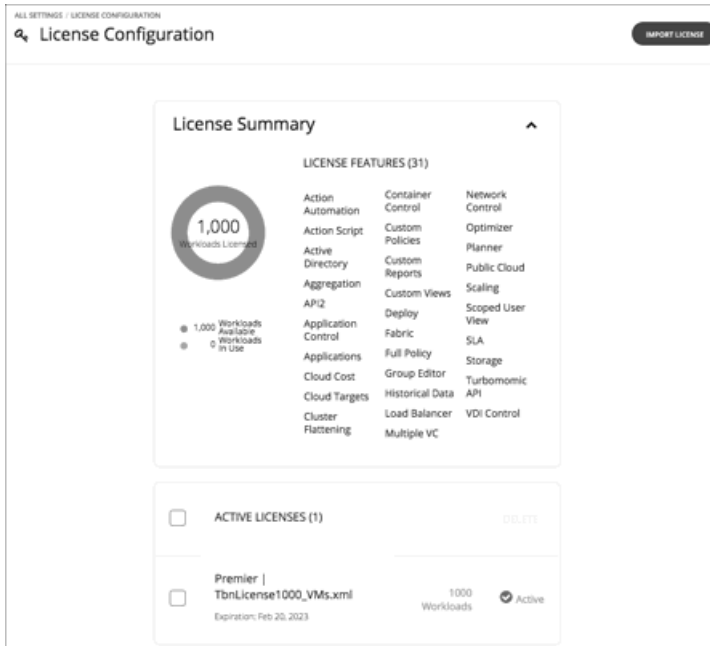 ALL SETTINGS / LICENSE CONFIGURATION
License Configuration
IMPORT LICENSE
License Summary
1,000
Workloads Licensed
1,000 Workloads
Available
0 Workloads
In Use
LICENSE FEATURES (31)
Action
Automation
Action Script
Active
Directory
Aggregation
API2
Application
Control
Applications
Cloud Cost
Cloud Targets
Cluster
Flattening
Container
Control
Custom
Policies
Custom
Reports
Custom Views
Deploy
Fabric
Full Policy
Group Editor
Historical Data
Load Balancer
Multiple VC
Network
Control
Optimizer
Planner
Public Cloud
Scaling
Scoped User
View
SLA
Storage
Turbomomic
API
VDI Control
ACTIVE LICENSES (1)
Premier |
TbnLicense1000_VMs.xml
Expiration: Feb 20, 2023
1000
Workloads
Active